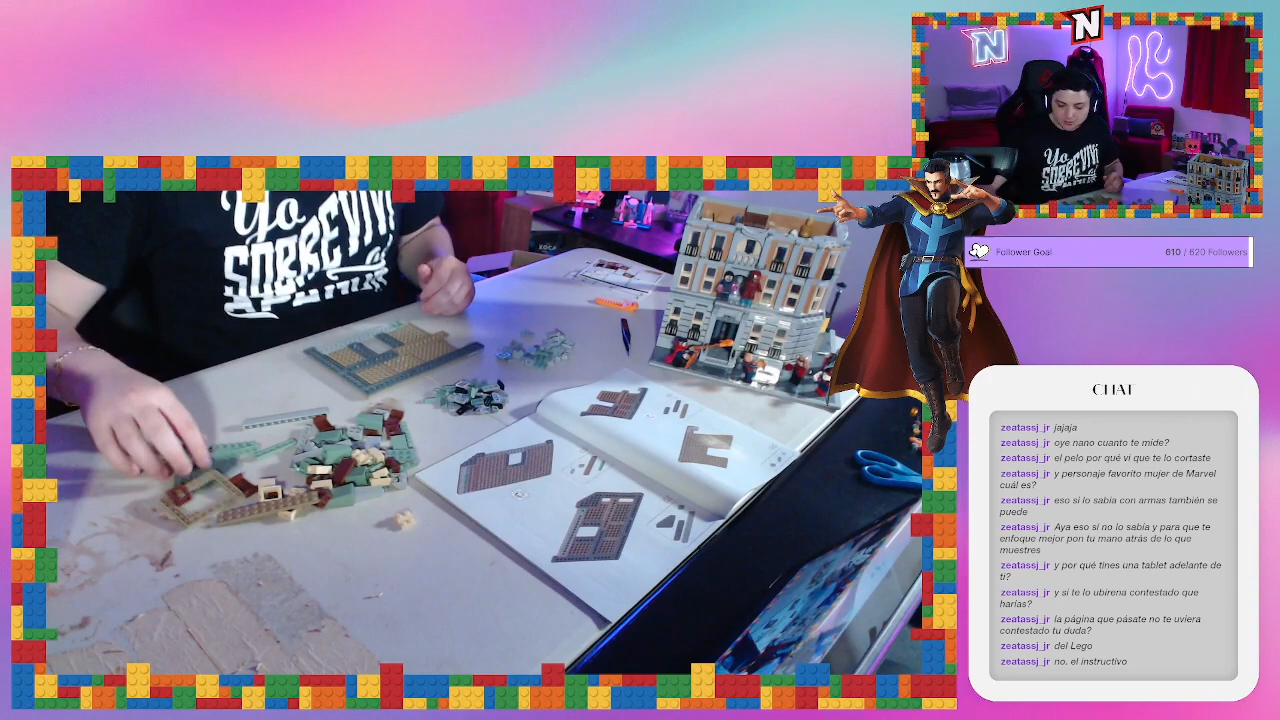 N
N
Yo
SOBREVIVÍ
Yo
SOBREVIVI
al
Follower Goal
610 / 620 Followers
CHAT
zeatassj_jr jajaja
zeatassj_jr oye nano cuanto te mide?
zeatassj_jr el pelo por qué vi que te lo cortaste
zeatassj_jr y personaje favorito mujer de Marvel
cuál es?
zeatassj_jr eso si lo sabía con armas también se
puede
zeatassj_jr Aya eso si no lo sabía y para que te
enfoque mejor pon tu mano atrás de lo que
muestres
zeatassj_jr y por qué tines una tablet adelante de
ti?
zeatassj_jr y si te lo ubirena contestado que
harías?
zeatassj_jr la página que pásate no te uviera
contestado tu duda?
zeatassj_jr del Lego
zeatassj_jr no, el instructivo